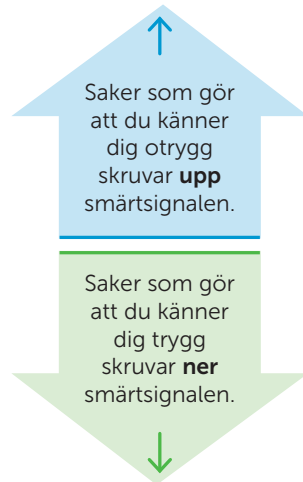 Saker som gör
att du känner
dig otrygg
skruvar upp
smärtsignalen.
Saker som gör
att du känner
dig trygg
skruvar ner
smärtsignalen.